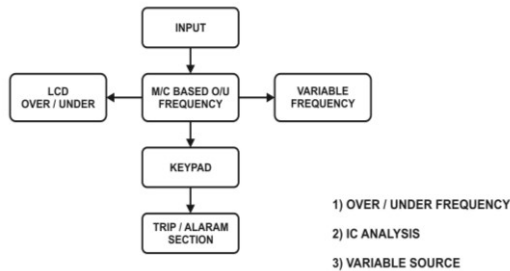 INPUT
LCD
OVER / UNDER
M/C BASED O/U
FREQUENCY
VARIABLE
FREQUENCY
KEYPAD
TRIP / ALARAM
SECTION
1) OVER / UNDER FREQUENCY
2) IC ANALYSIS
3) VARIABLE SOURCE